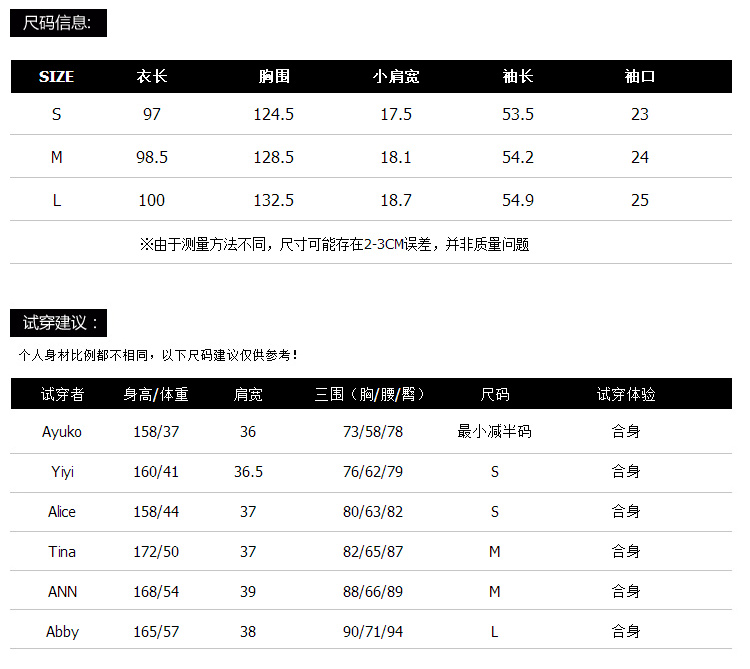 尺码信息:
SIZE 衣长 胸围 小肩宽 袖长 袖口
S 97 124.5 17.5 53.5 23
M 98.5 128.5 18.1 54.2 24
L 100 132.5 18.7 54.9 25
※由于测量方法不同，尺寸可能存在2-3CM误差，并非质量问题
试穿建议：
个人身材比例都不相同，以下尺码建议仅供参考！
试穿者 身高/体重 肩宽 三围（胸/腰/臀） 尺码 试穿体验
Ayuko 158/37 36 73/58/78 最小减半码 合身
Yiyi 160/41 36.5 76/62/79 S 合身
Alice 158/44 37 80/63/82 S 合身
Tina 172/50 37 82/65/87 M 合身
ANN 168/54 39 88/66/89 M 合身
Abby 165/57 38 90/71/94 L 合身